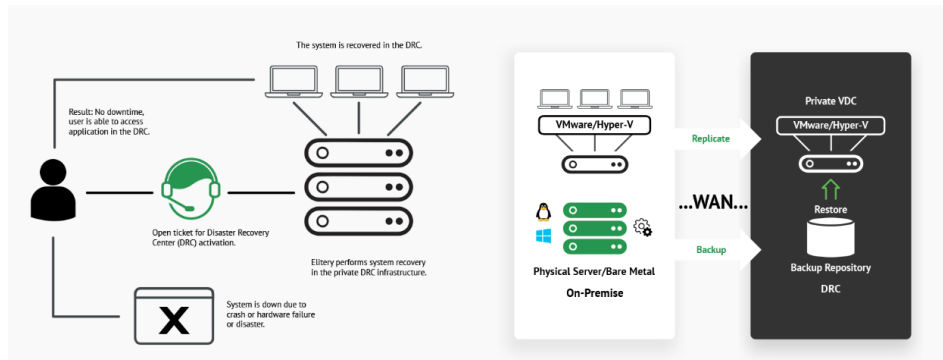 The system is recovered in the DRC.
Result: No downtime,
user is able to access
application in the DRC.
Open ticket for Disaster Recovery
Center (DRC) activation.
Elitery performs system recovery
in the private DRC infrastructure.
X
System is down due to
crash or hardware failure
or disaster.
VMware/Hyper-V
Physical Server/Bare Metal
On-Premise
Replicate
...WAN...
Backup
Private VDC
VMware/Hyper-V
Restore
Backup Repository
DRC